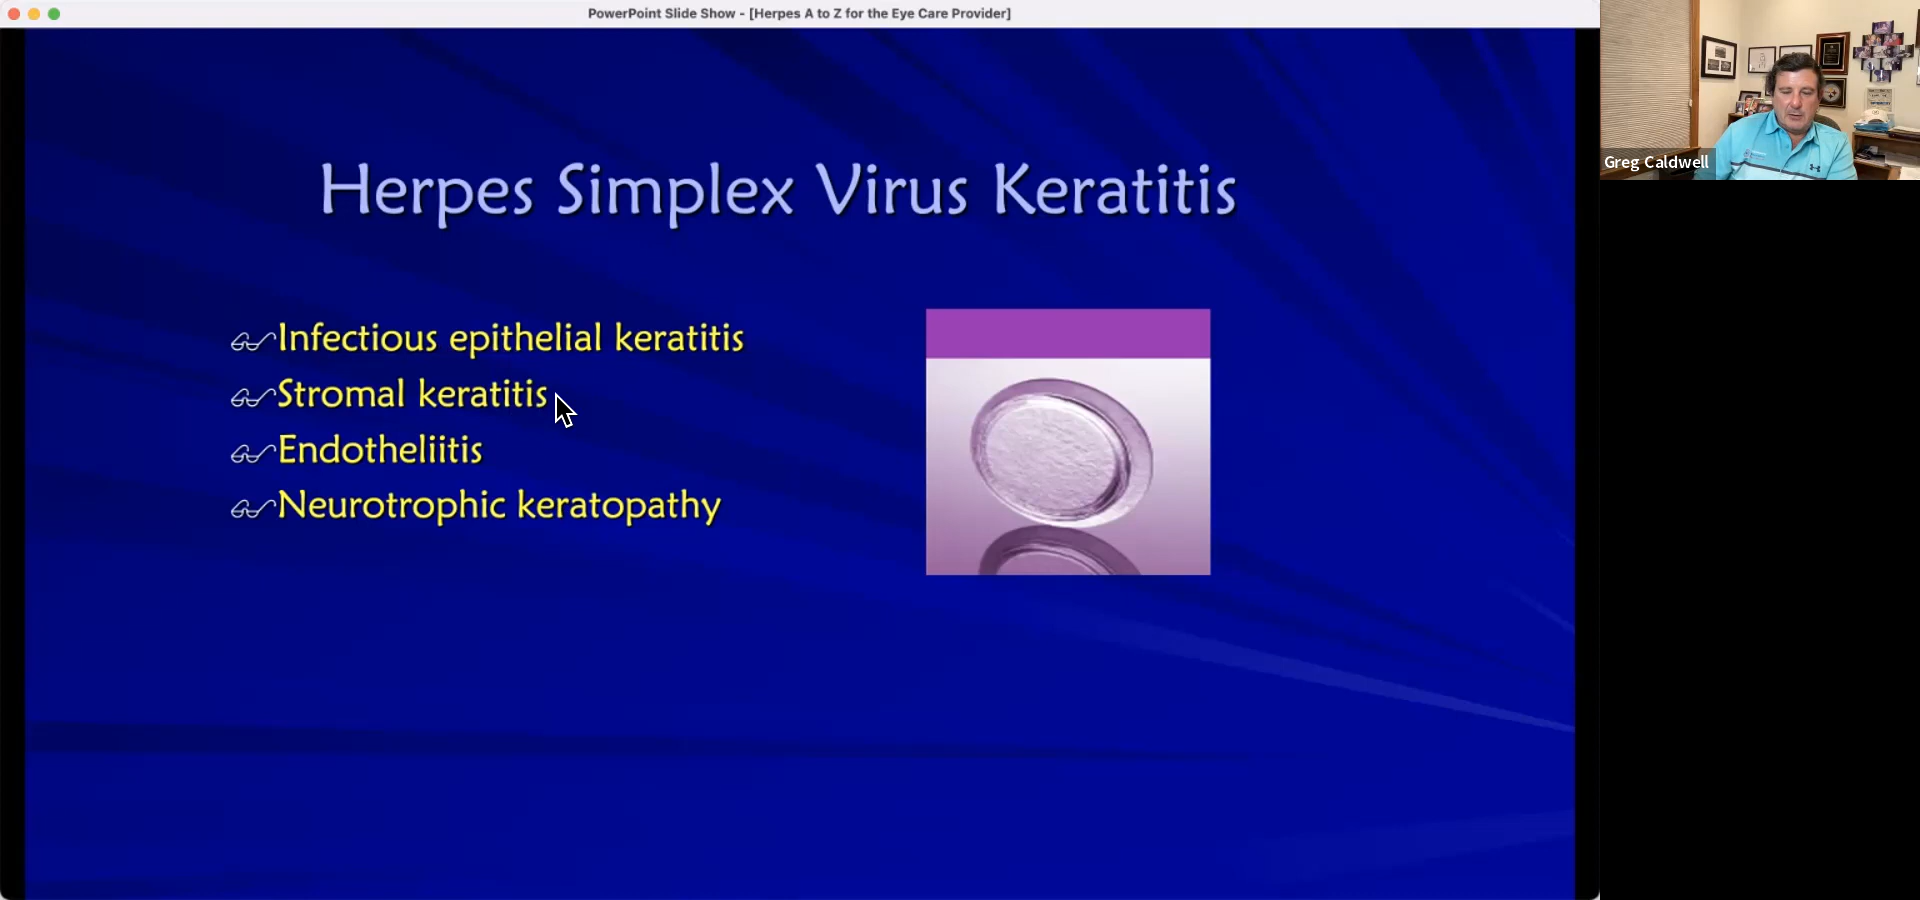 PowerPoint Slide Show - [Herpes A to Z for the Eye Care Provider]
Herpes Simplex Virus Keratitis
Infectious epithelial keratitis
Stromal keratitis
Endotheliitis
Neurotrophic keratopathy
Greg Caldwell